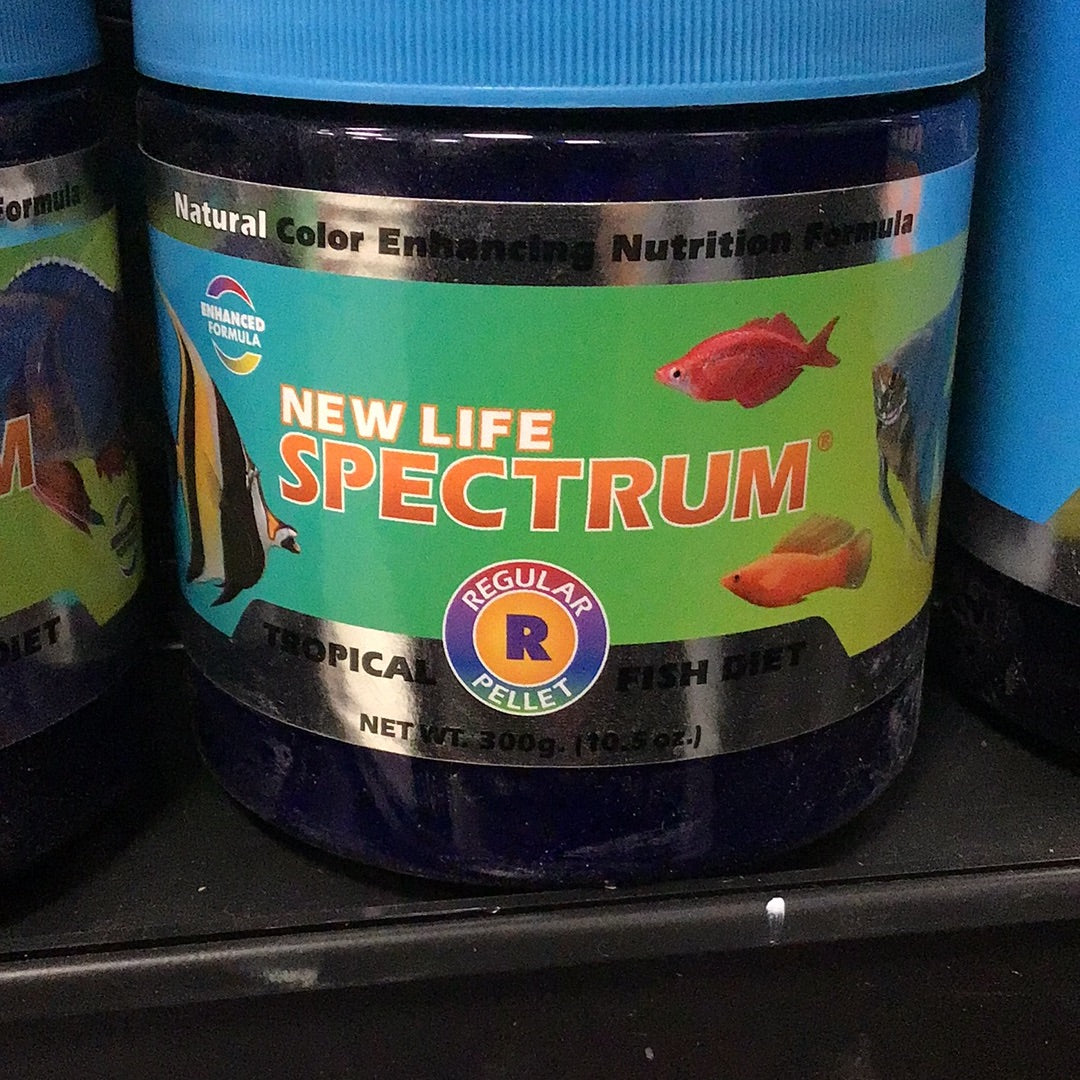 Natural Color Enhancing Nutrition Formula
ENHANCED
FORMULA
NEW LIFE
SPECTRUM®
REGULAR
R
PELLET
TROPICAL FISH DIET
NET WT. 300g. (10.5 oz.)
Formula
M
DIET